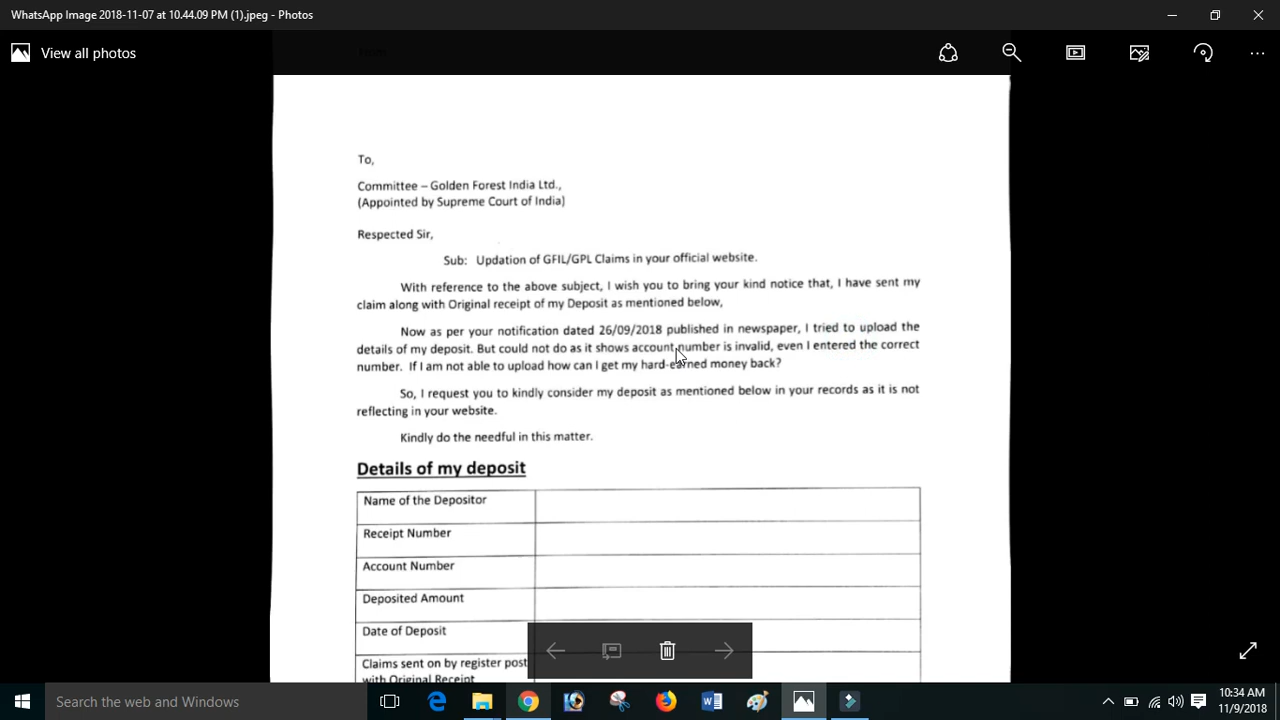 WhatsApp Image 2018-11-07 at 10.44.09 PM (1).jpeg - Photos
View all photos
To,
Committee – Golden Forest India Ltd.,
(Appointed by Supreme Court of India)
Respected Sir,
Sub: Updation of GFIL/GPL Claims in your official website.
With reference to the above subject, I wish you to bring your kind notice that, I have sent my
claim along with Original receipt of my Deposit as mentioned below,
Now as per your notification dated 26/09/2018 published in newspaper, I tried to upload the
details of my deposit. But could not do as it shows account number is invalid, even I entered the correct
number. If I am not able to upload how can I get my hard-earned money back?
So, I request you to kindly consider my deposit as mentioned below in your records as it is not
reflecting in your website.
Kindly do the needful in this matter.
Details of my deposit
Name of the Depositor
Receipt Number
Account Number
Deposited Amount
Date of Deposit
Claims sent on by register post
with Original Receipt
Search the web and Windows
10:34 AM
11/9/2018